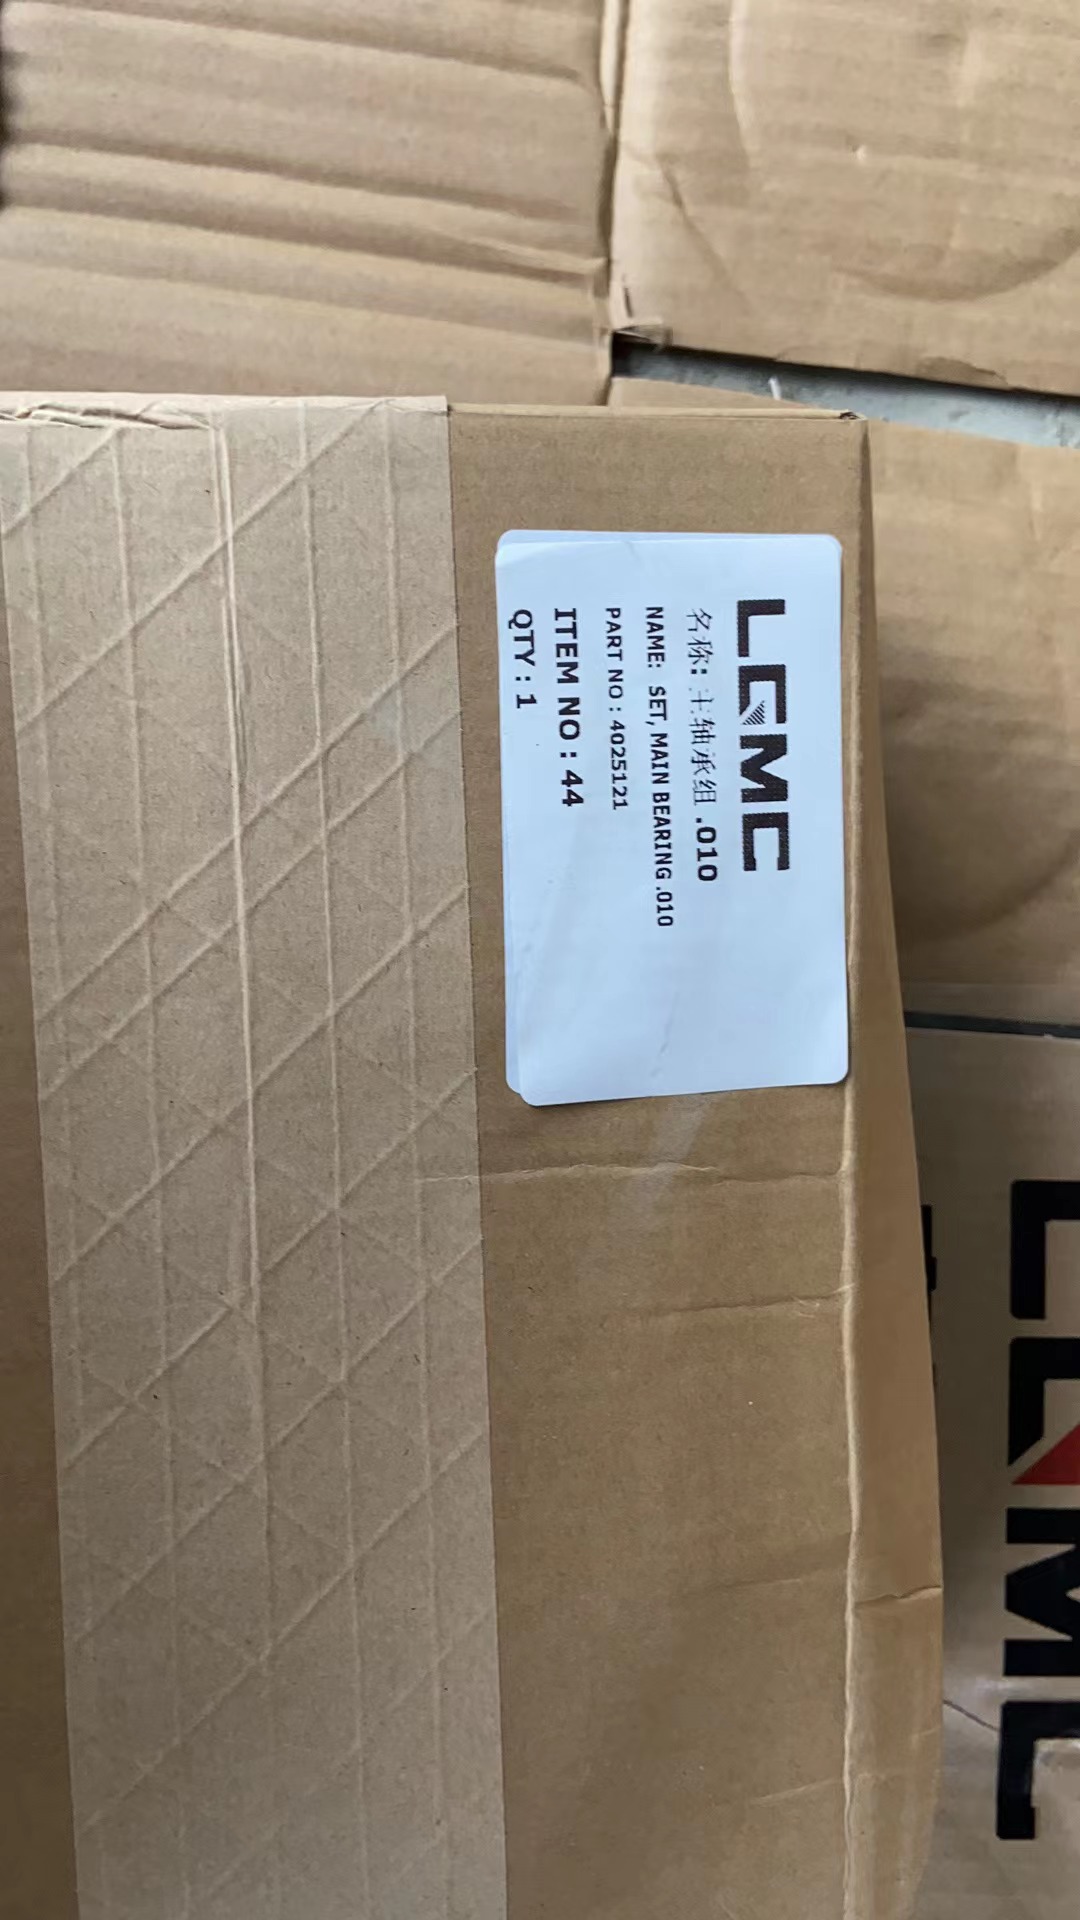 LGMC
名称: 主轴承组 .010
NAME: SET, MAIN BEARING .010
PART NO : 4025121
ITEM NO : 44
QTY : 1
LGMC